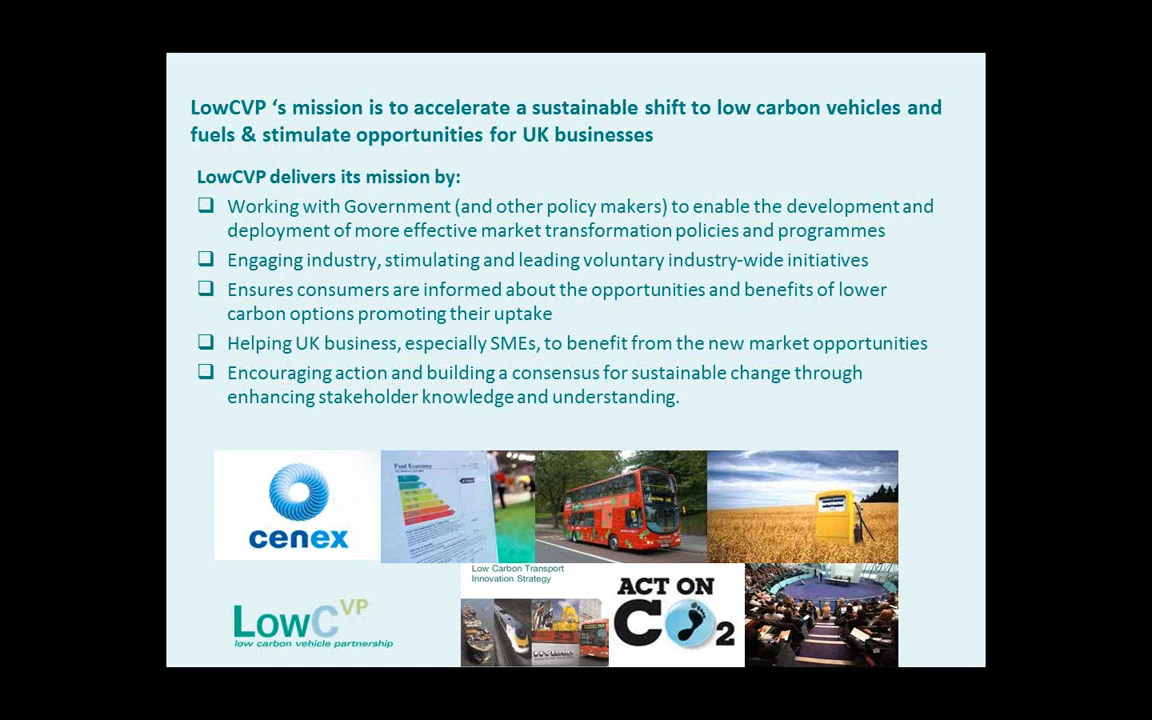 LowCVP ‘s mission is to accelerate a sustainable shift to low carbon vehicles and
fuels & stimulate opportunities for UK businesses
LowCVP delivers its mission by:
Working with Government (and other policy makers) to enable the development and
deployment of more effective market transformation policies and programmes
Engaging industry, stimulating and leading voluntary industry-wide initiatives
Ensures consumers are informed about the opportunities and benefits of lower
carbon options promoting their uptake
Helping UK business, especially SMEs, to benefit from the new market opportunities
Encouraging action and building a consensus for sustainable change through
enhancing stakeholder knowledge and understanding.
cenex
Fuel Economy
LowCVP
low carbon vehicle partnership
Low Carbon Transport
Innovation Strategy
ACT ON
CO2